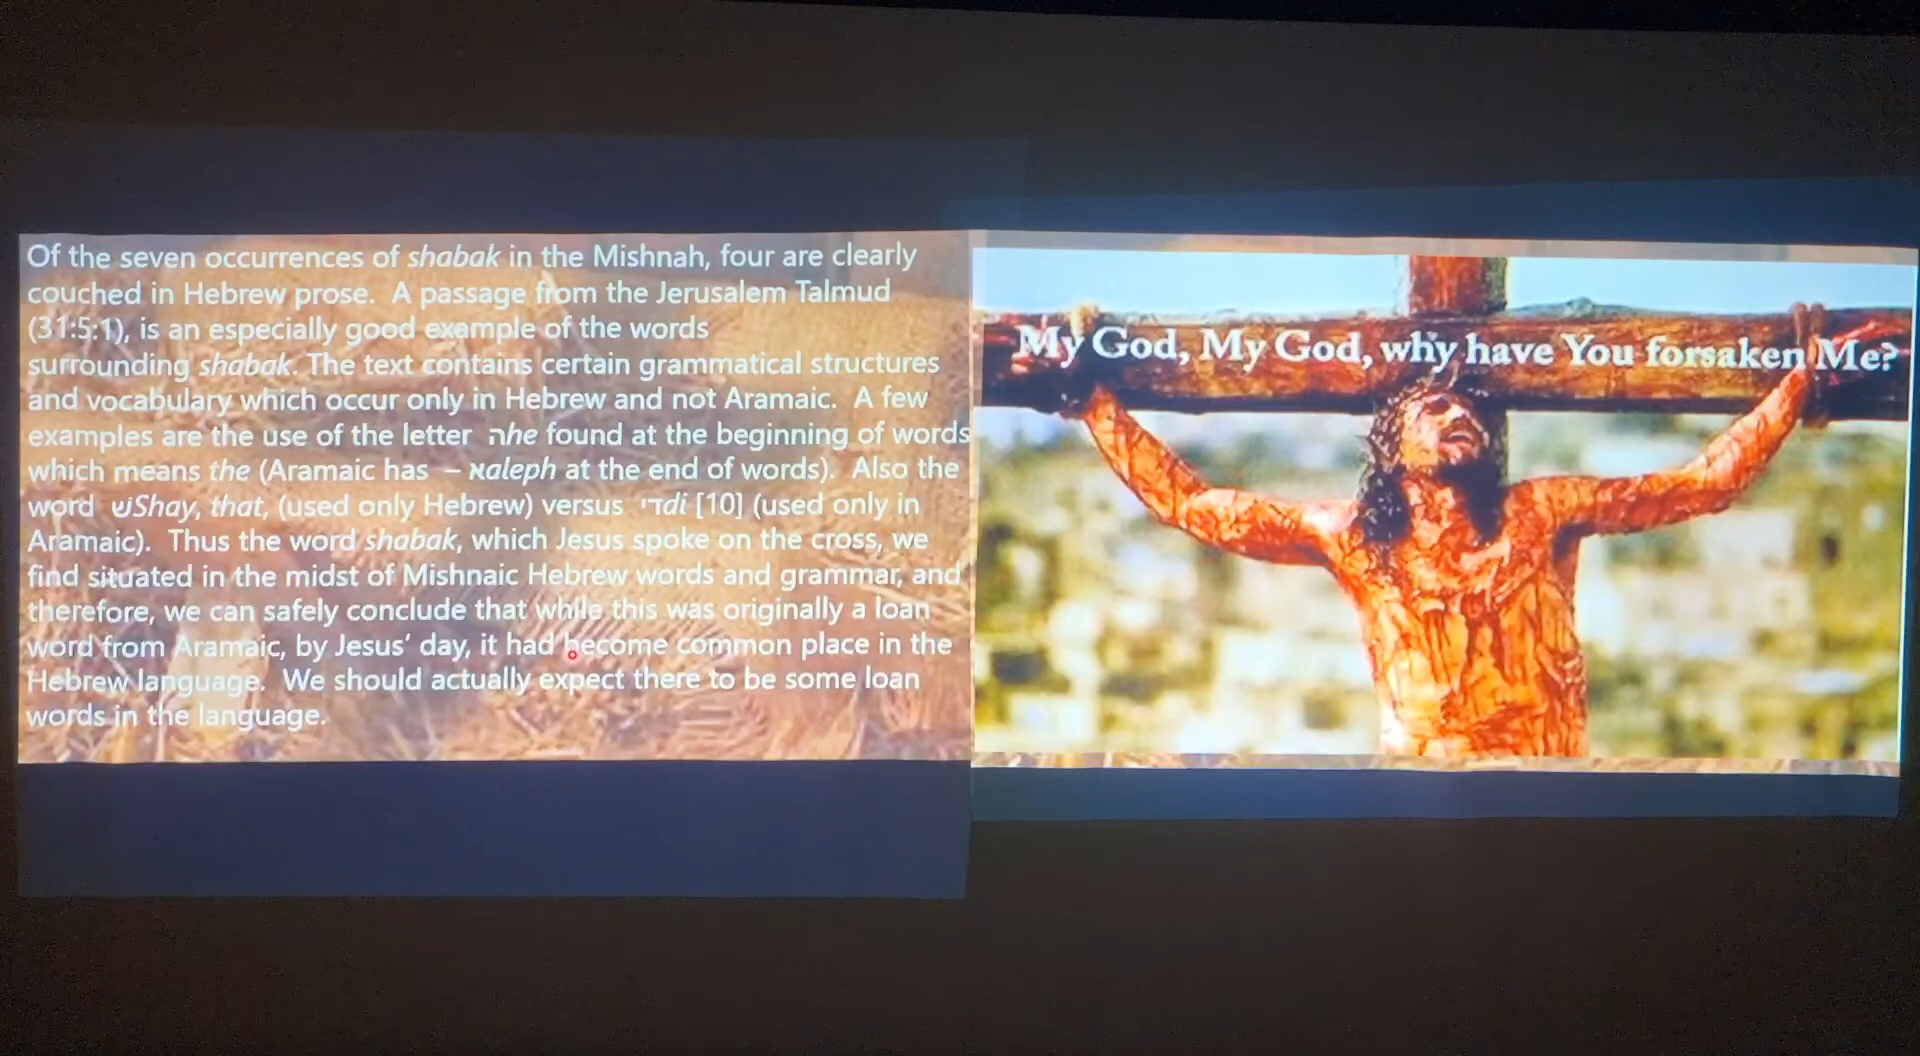 Of the seven occurrences of shabak in the Mishnah, four are clearly
couched in Hebrew prose. A passage from the Jerusalem Talmud
(31:5:1), is an especially good example of the words
surrounding shabak. The text contains certain grammatical structures
and vocabulary which occur only in Hebrew and not Aramaic. A few
examples are the use of the letter הhe found at the beginning of words
which means the (Aramaic has – אaleph at the end of words). Also the
word שShay, that, (used only Hebrew) versus דיdi [10] (used only in
Aramaic). Thus the word shabak, which Jesus spoke on the cross, we
find situated in the midst of Mishnaic Hebrew words and grammar, and
therefore, we can safely conclude that while this was originally a loan
word from Aramaic, by Jesus’ day, it had become common place in the
Hebrew language. We should actually expect there to be some loan
words in the language.
My God, My God, why have You forsaken Me?